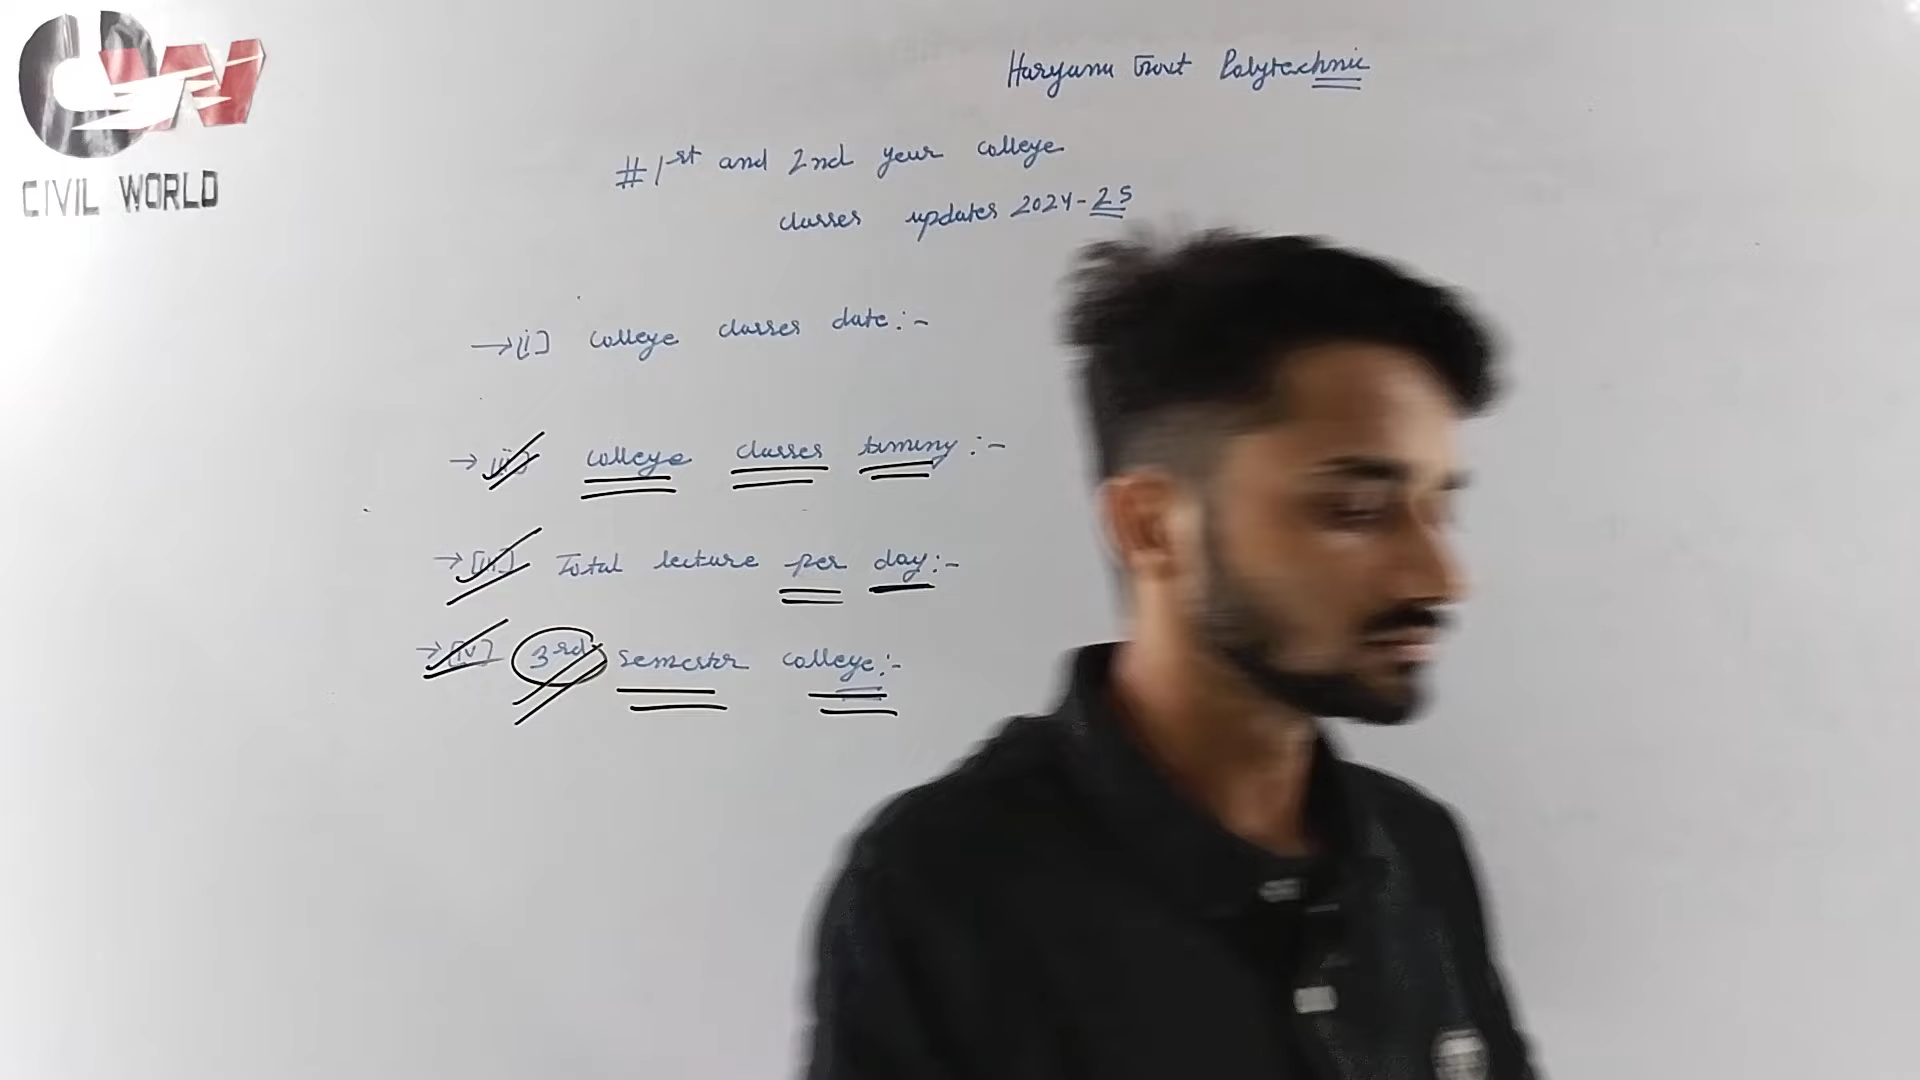 CW
CIVIL WORLD
Haryana Govt Polytechnic
# 1st and 2nd year college
classes updates 2024-25
→ [i] college classes date:-
→ [ii] college classes timing:-
→ [iii] Total lecture per day:-
→ [iv] 3rd semester college:-